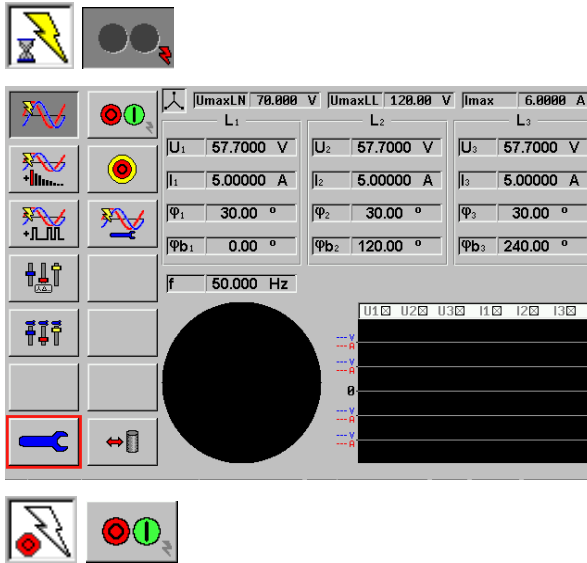 UmaxLN 70.000 V UmaxLL 120.00 V Imax 6.0000 A
L₁ L₂ L₃
U₁ 57.7000 V U₂ 57.7000 V U₃ 57.7000 V
I₁ 5.00000 A I₂ 5.00000 A I₃ 5.00000 A
φ₁ 30.00 º φ₂ 30.00 º φ₃ 30.00 º
φb₁ 0.00 º φb₂ 120.00 º φb₃ 240.00 º
f 50.000 Hz
U1 U2 U3 I1 I2 I3
---V
---A
---V
---A
0
---V
---A
---V
---A